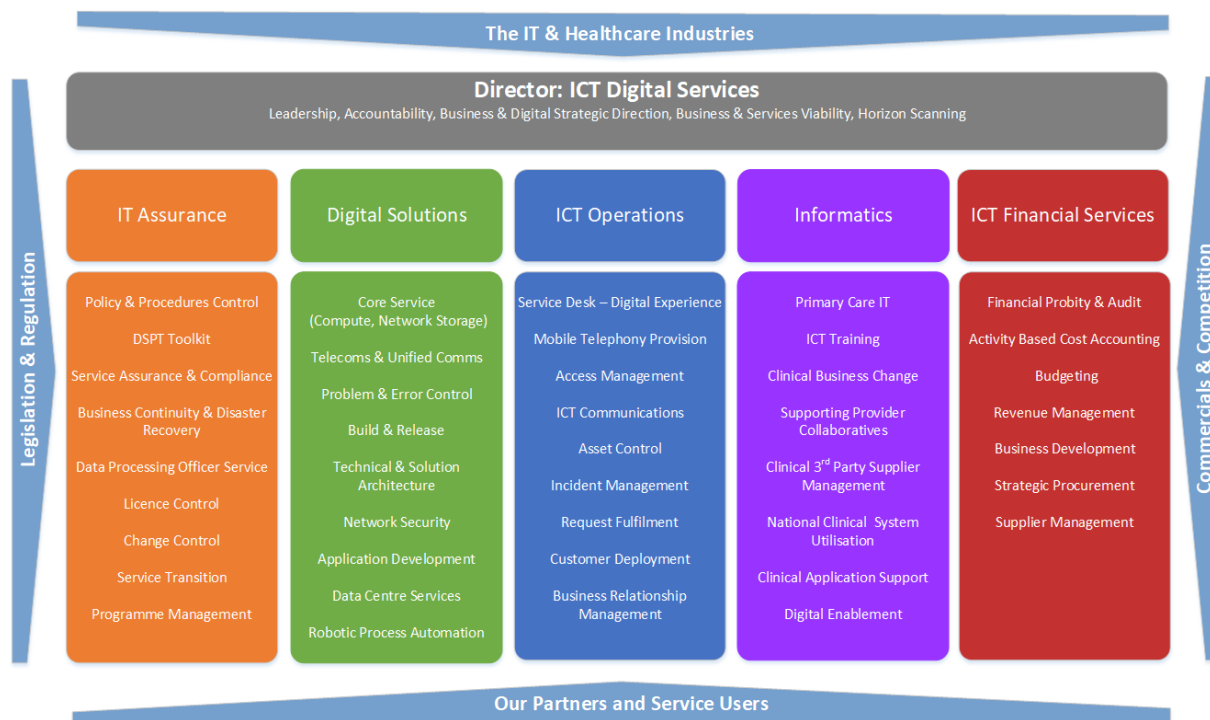 The IT & Healthcare Industries
Director: ICT Digital Services
Leadership, Accountability, Business & Digital Strategic Direction, Business & Services Viability, Horizon Scanning
Legislation & Regulation
IT Assurance
Policy & Procedures Control
DSPT Toolkit
Service Assurance & Compliance
Business Continuity & Disaster
Recovery
Data Processing Officer Service
Licence Control
Change Control
Service Transition
Programme Management
Digital Solutions
Core Service
(Compute, Network Storage)
Telecoms & Unified Comms
Problem & Error Control
Build & Release
Technical & Solution
Architecture
Network Security
Application Development
Data Centre Services
Robotic Process Automation
ICT Operations
Service Desk – Digital Experience
Mobile Telephony Provision
Access Management
ICT Communications
Asset Control
Incident Management
Request Fulfilment
Customer Deployment
Business Relationship
Management
Informatics
Primary Care IT
ICT Training
Clinical Business Change
Supporting Provider
Collaboratives
Clinical 3rd Party Supplier
Management
National Clinical System
Utilisation
Clinical Application Support
Digital Enablement
ICT Financial Services
Financial Probity & Audit
Activity Based Cost Accounting
Budgeting
Revenue Management
Business Development
Strategic Procurement
Supplier Management
Commercials & Competition
Our Partners and Service Users